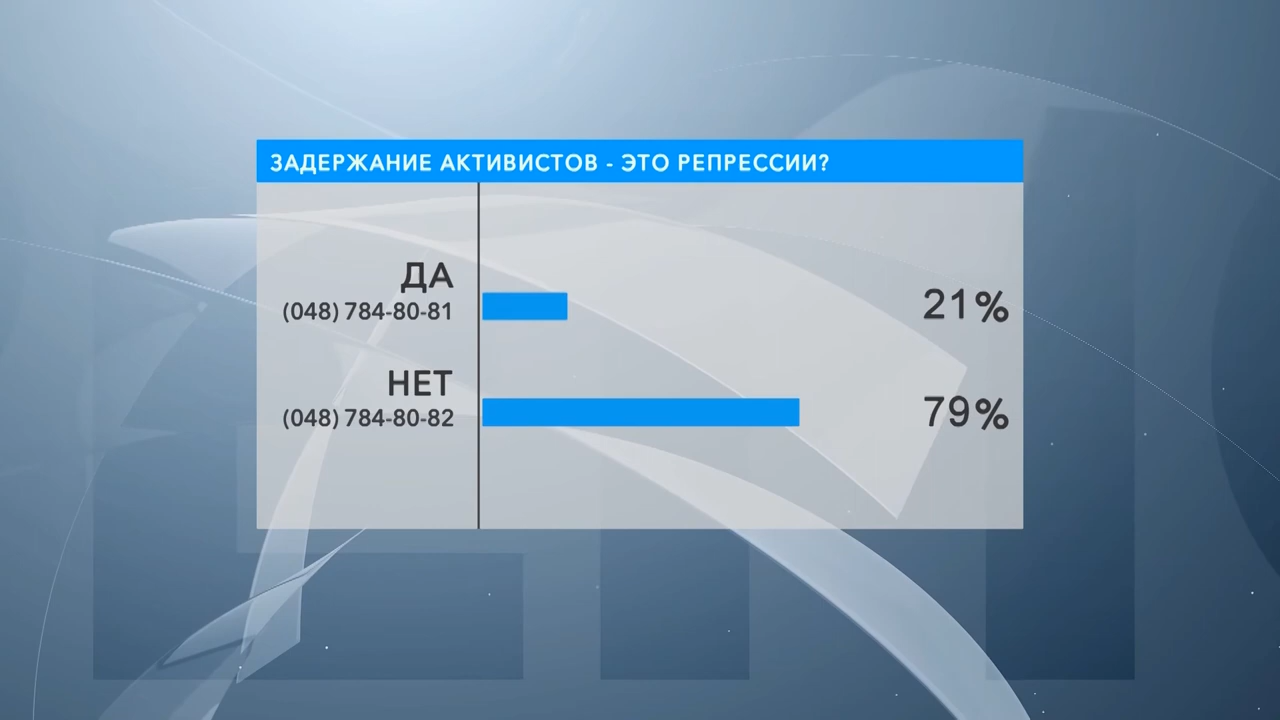 ЗАДЕРЖАНИЕ АКТИВИСТОВ - ЭТО РЕПРЕССИИ?
ДА
(048) 784-80-81
21%
НЕТ
(048) 784-80-82
79%